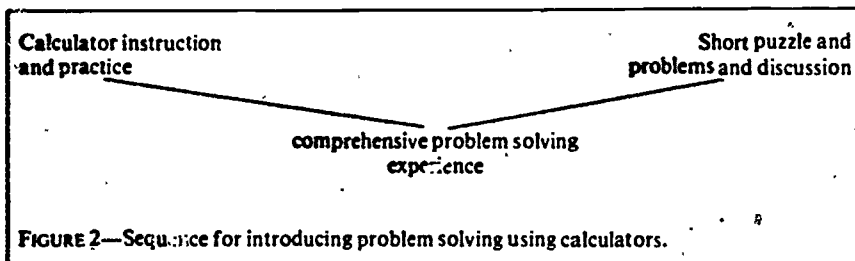 Calculator instruction
and practice
Short puzzle and
problems and discussion
comprehensive problem solving
experience
FIGURE 2—Sequence for introducing problem solving using calculators.